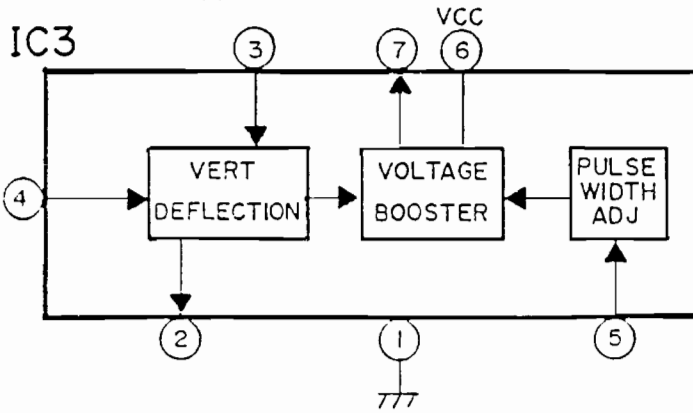 IC3
VCC
3
7
6
4
VERT
DEFLECTION
VOLTAGE
BOOSTER
PULSE
WIDTH
ADJ
2
1
5